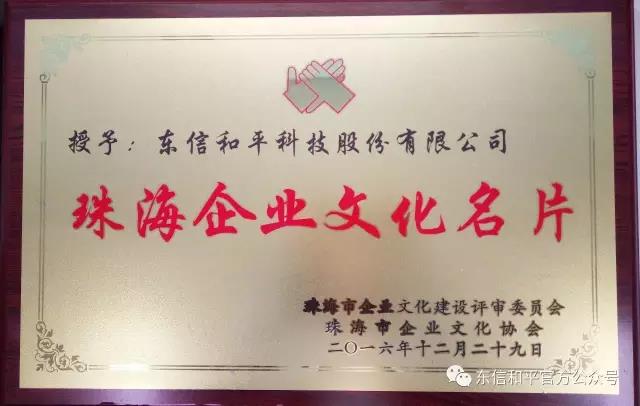 授予：东信和平科技股份有限公司
珠海企业文化名片
珠海市企业文化建设评审委员会
珠海市企业文化协会
二〇一六年十二月二十九日
东信和平官方公众号